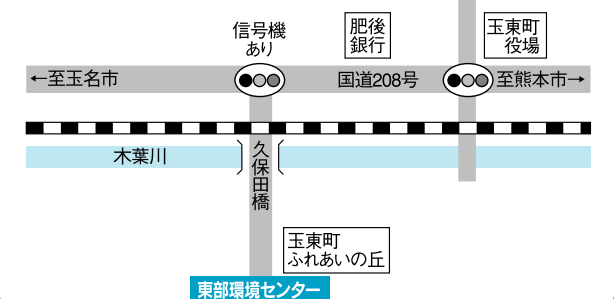 信号機
あり
肥後
銀行
玉東町
役場
←至玉名市
国道208号
至熊本市→
木葉川
久保田橋
玉東町
ふれあいの丘
東部環境センター